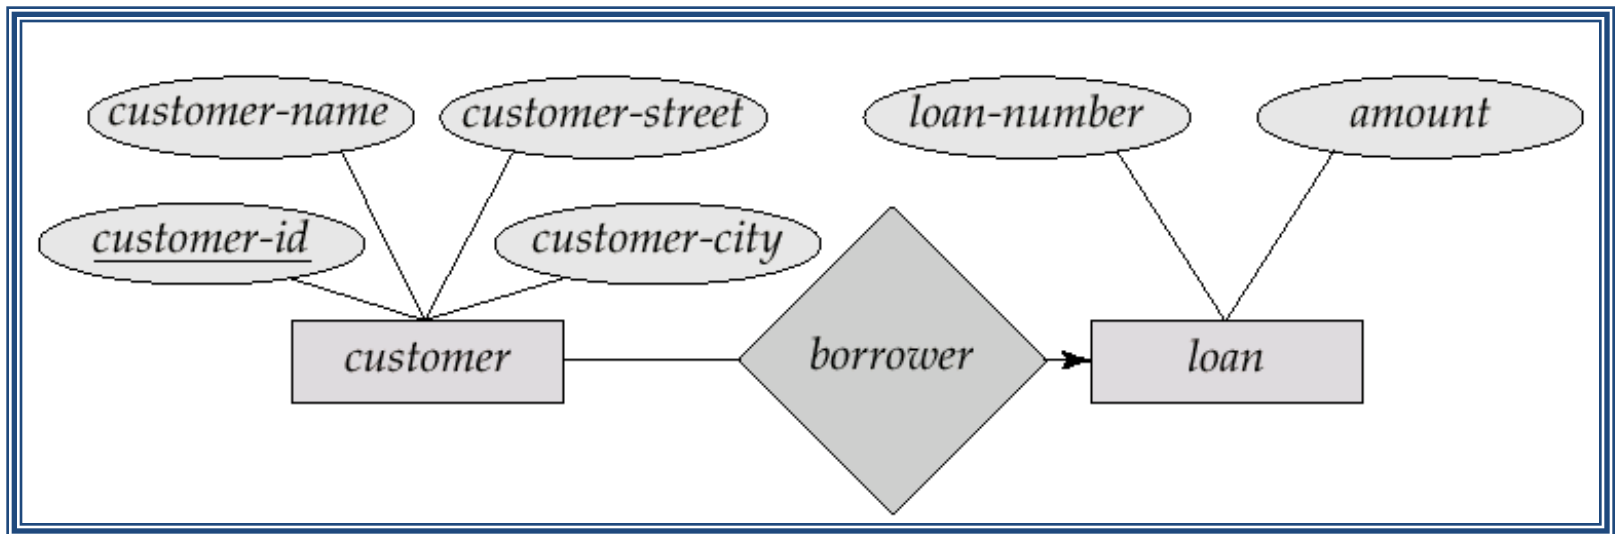 customer-name
customer-street
loan-number
amount
customer-id
customer-city
customer
borrower
loan